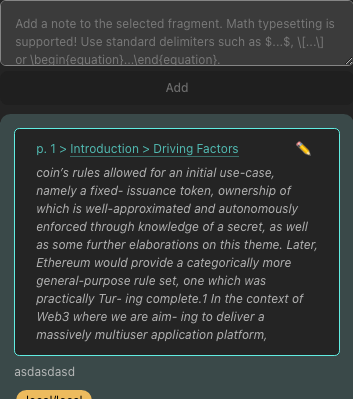 Add a note to the selected fragment. Math typesetting is
supported! Use standard delimiters such as $...$, \[...\]
or \begin{equation}...\end{equation}.
Add
p. 1 > Introduction > Driving Factors
coin's rules allowed for an initial use-case,
namely a fixed- issuance token, ownership of
which is well-approximated and autonomously
enforced through knowledge of a secret, as well
as some further elaborations on this theme. Later,
Ethereum would provide a categorically more
general-purpose rule set, one which was
practically Tur- ing complete.1 In the context of
Web3 where we are aim- ing to deliver a
massively multiuser application platform,
asdasdasd
local/local